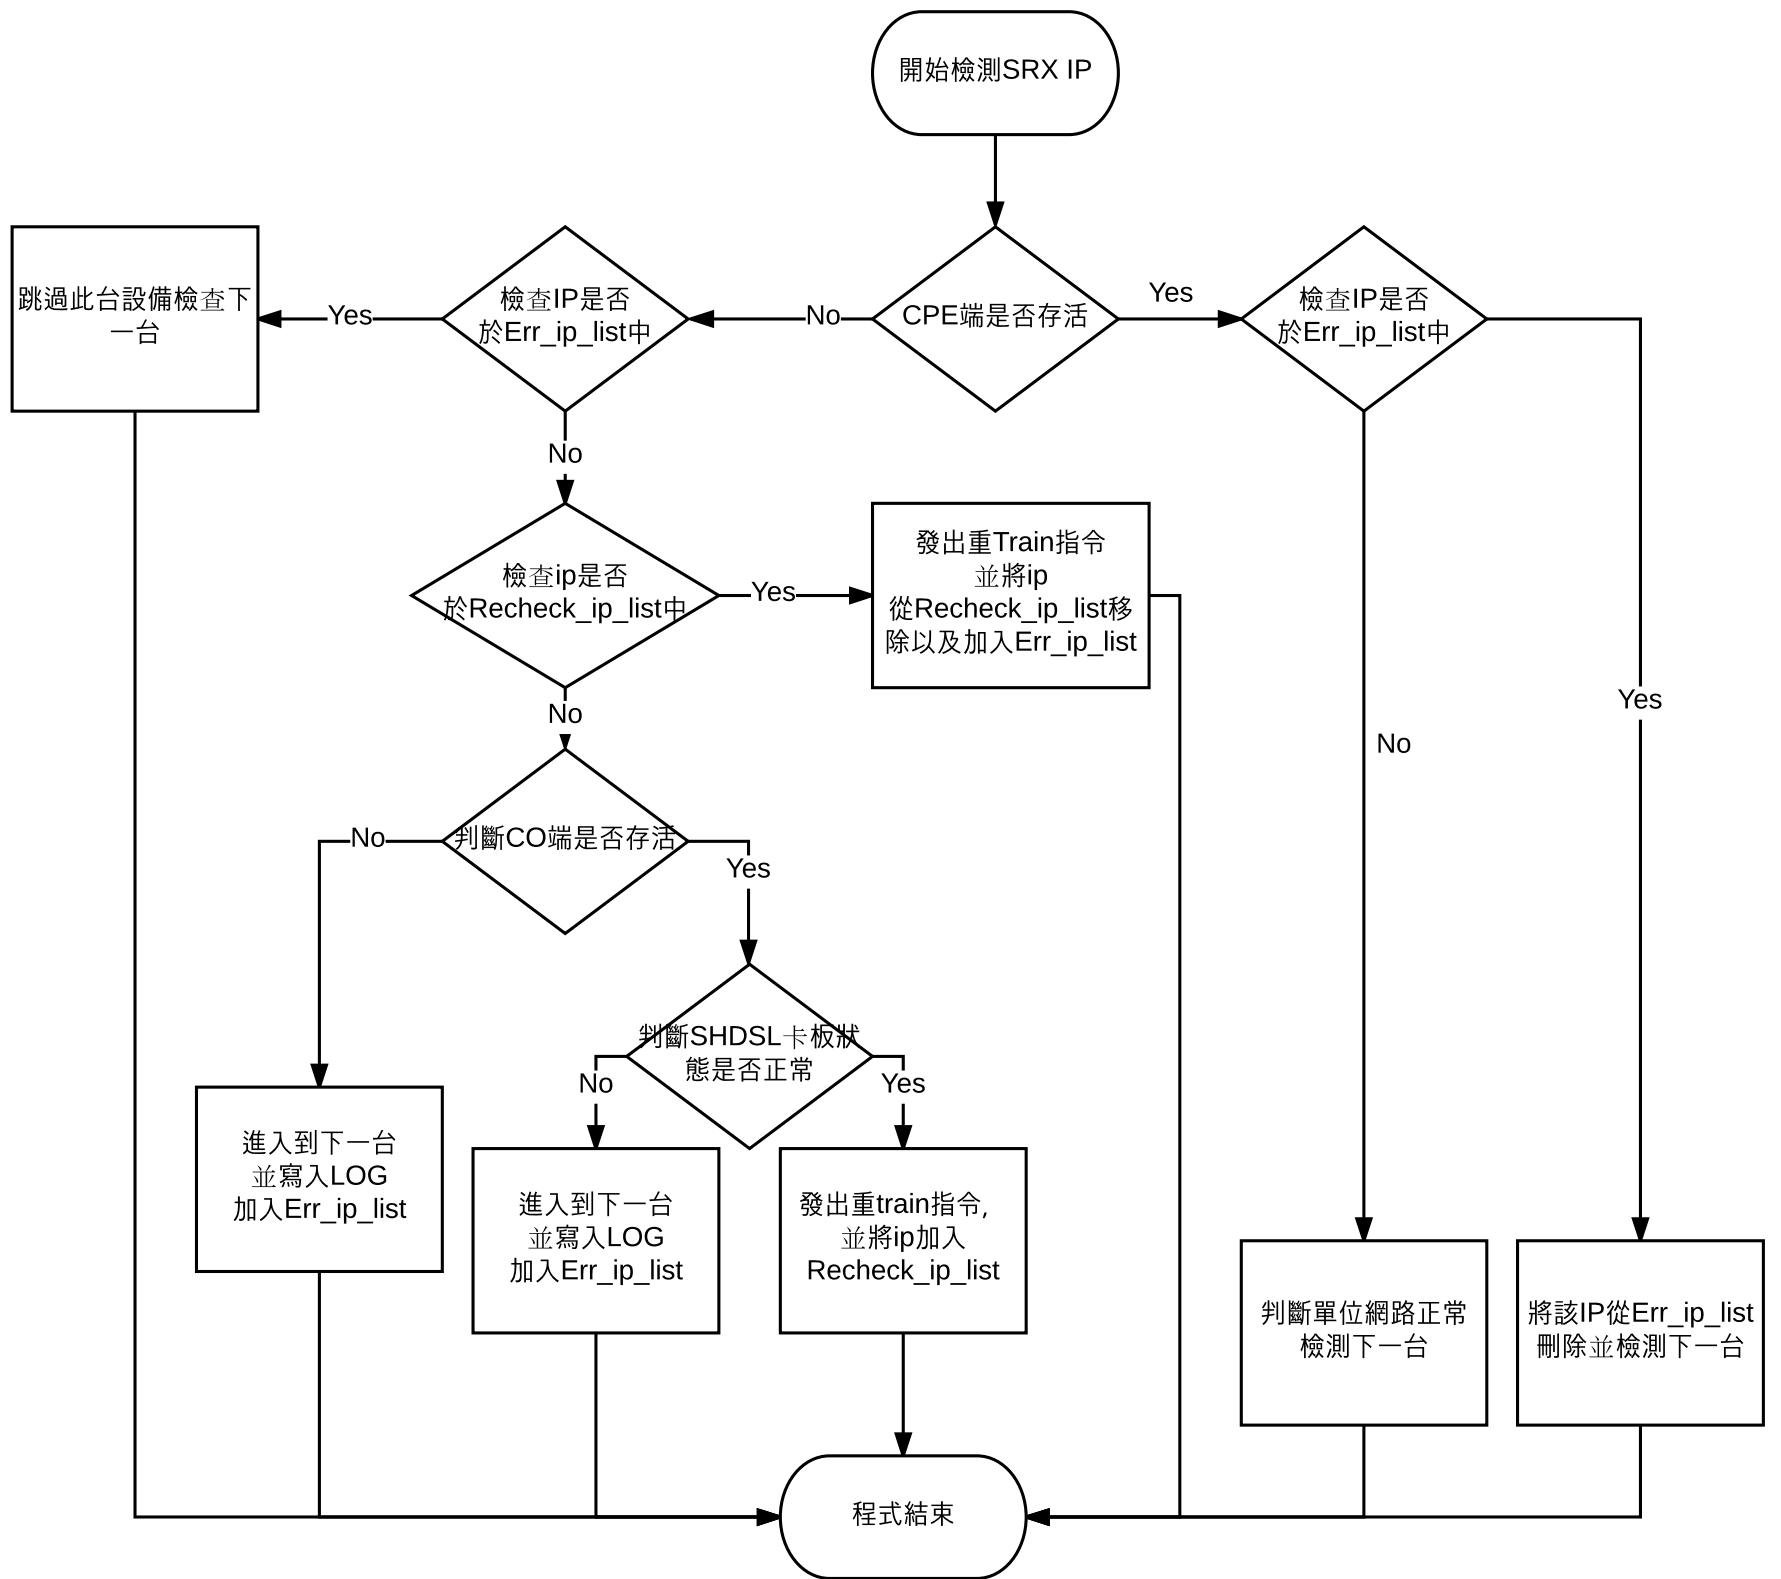 開始檢測SRX IP
跳過此台設備檢查下
一台
Yes
檢查IP是否
於Err_ip_list中
No
CPE端是否存活
Yes
檢查IP是否
於Err_ip_list中
No
檢查ip是否
於Recheck_ip_list中
Yes
發出重Train指令
並將ip
從Recheck_ip_list移
除以及加入Err_ip_list
Yes
No
No
判斷CO端是否存活
No
Yes
判斷SHDSL卡板狀
態是否正常
No
Yes
進入到下一台
並寫入LOG
加入Err_ip_list
進入到下一台
並寫入LOG
加入Err_ip_list
發出重train指令,
並將ip加入
Recheck_ip_list
判斷單位網路正常
檢測下一台
將該IP從Err_ip_list
刪除並檢測下一台
程式結束